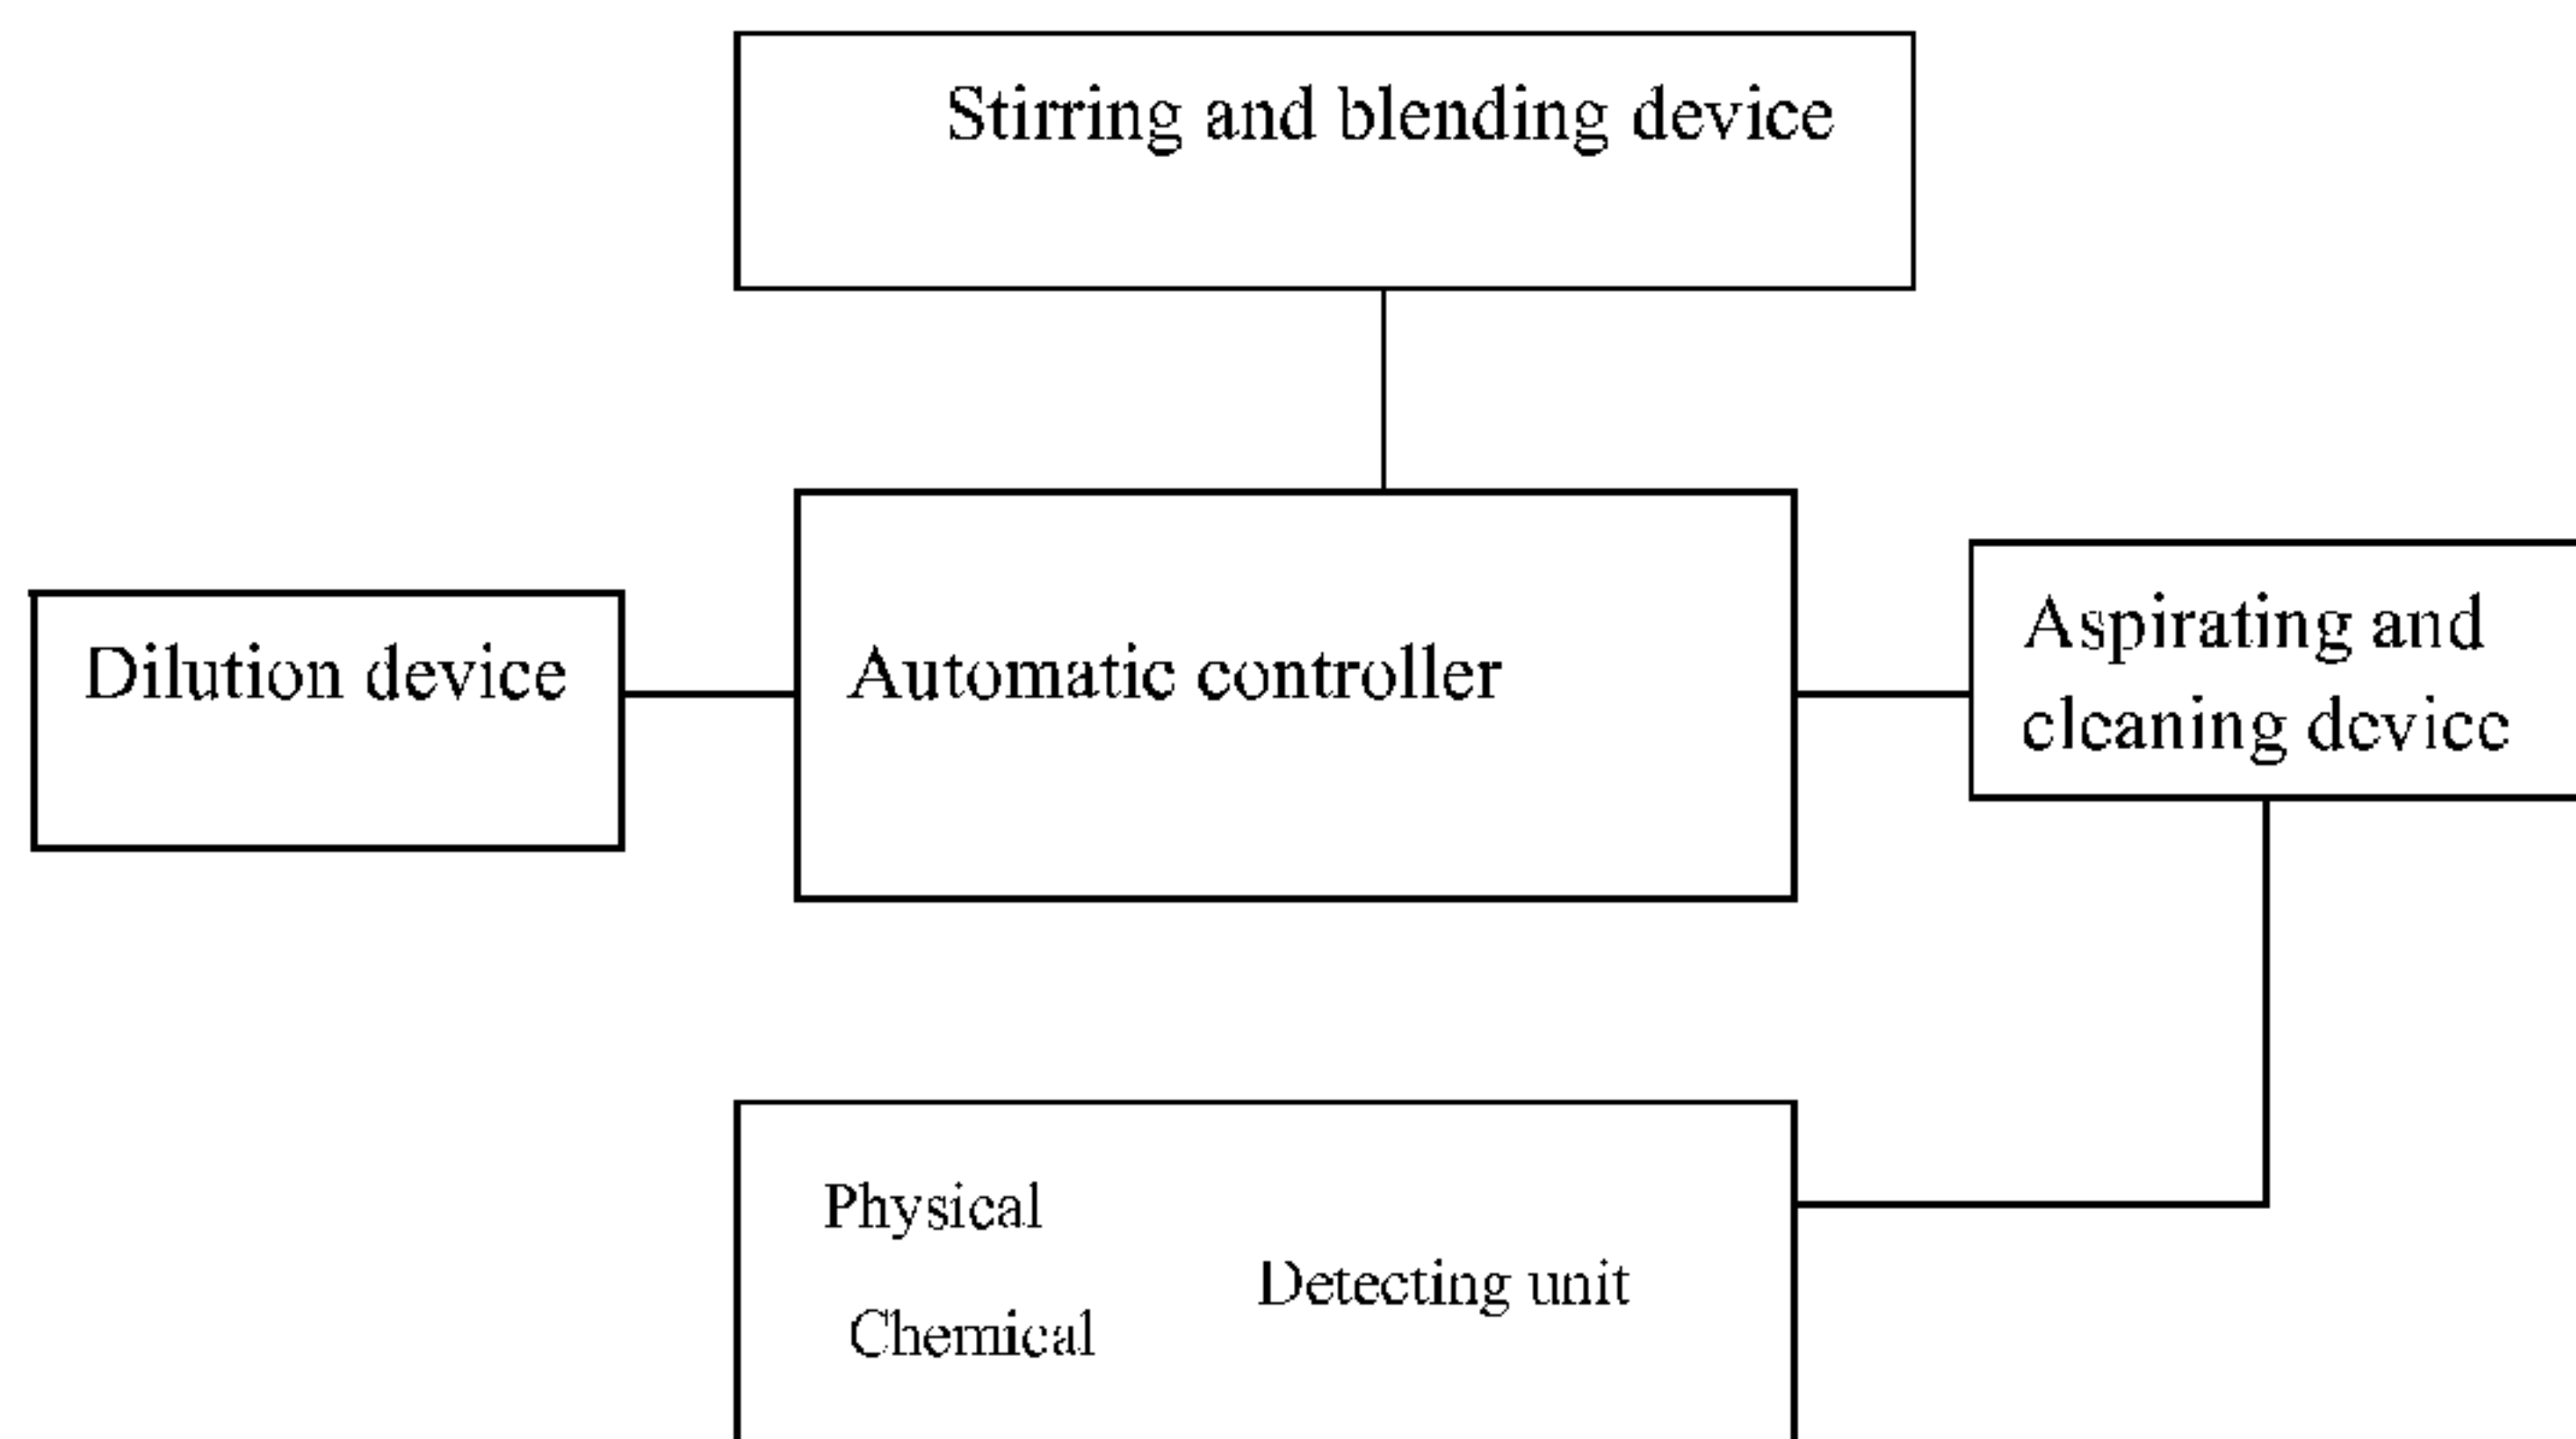 Stirring and blending device
Dilution device
Automatic controller
Aspirating and
cleaning device
Physical
Detecting unit
Chemical